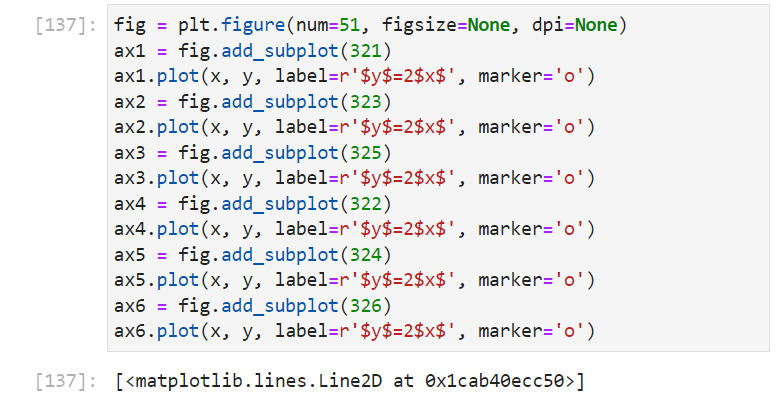 [137]: fig = plt.figure(num=51, figsize=None, dpi=None)
ax1 = fig.add_subplot(321)
ax1.plot(x, y, label=r'$y$=2$x$', marker='o')
ax2 = fig.add_subplot(323)
ax2.plot(x, y, label=r'$y$=2$x$', marker='o')
ax3 = fig.add_subplot(325)
ax3.plot(x, y, label=r'$y$=2$x$', marker='o')
ax4 = fig.add_subplot(322)
ax4.plot(x, y, label=r'$y$=2$x$', marker='o')
ax5 = fig.add_subplot(324)
ax5.plot(x, y, label=r'$y$=2$x$', marker='o')
ax6 = fig.add_subplot(326)
ax6.plot(x, y, label=r'$y$=2$x$', marker='o')
[137]: [<matplotlib.lines.Line2D at 0x1cab40ecc50>]